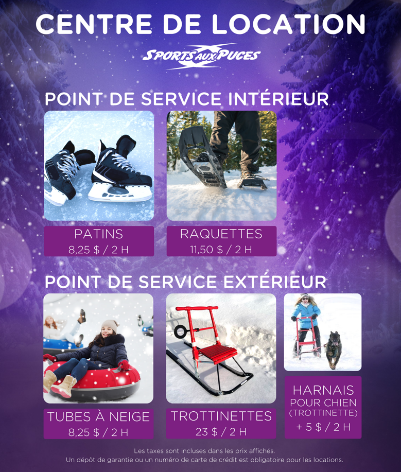 CENTRE DE LOCATION
SPORTS AUX PUCES
POINT DE SERVICE INTÉRIEUR
PATINS
8,25 $ / 2 H
RAQUETTES
11,50 $ / 2 H
POINT DE SERVICE EXTÉRIEUR
TUBES À NEIGE
8,25 $ / 2 H
TROTTINETTES
23 $ / 2 H
HARNAIS
POUR CHIEN
(TROTTINETTE)
+ 5 $ / 2 H
Les taxes sont incluses dans les prix affichés.
Un dépôt de garantie ou un numéro de carte de crédit est obligatoire pour les locations.